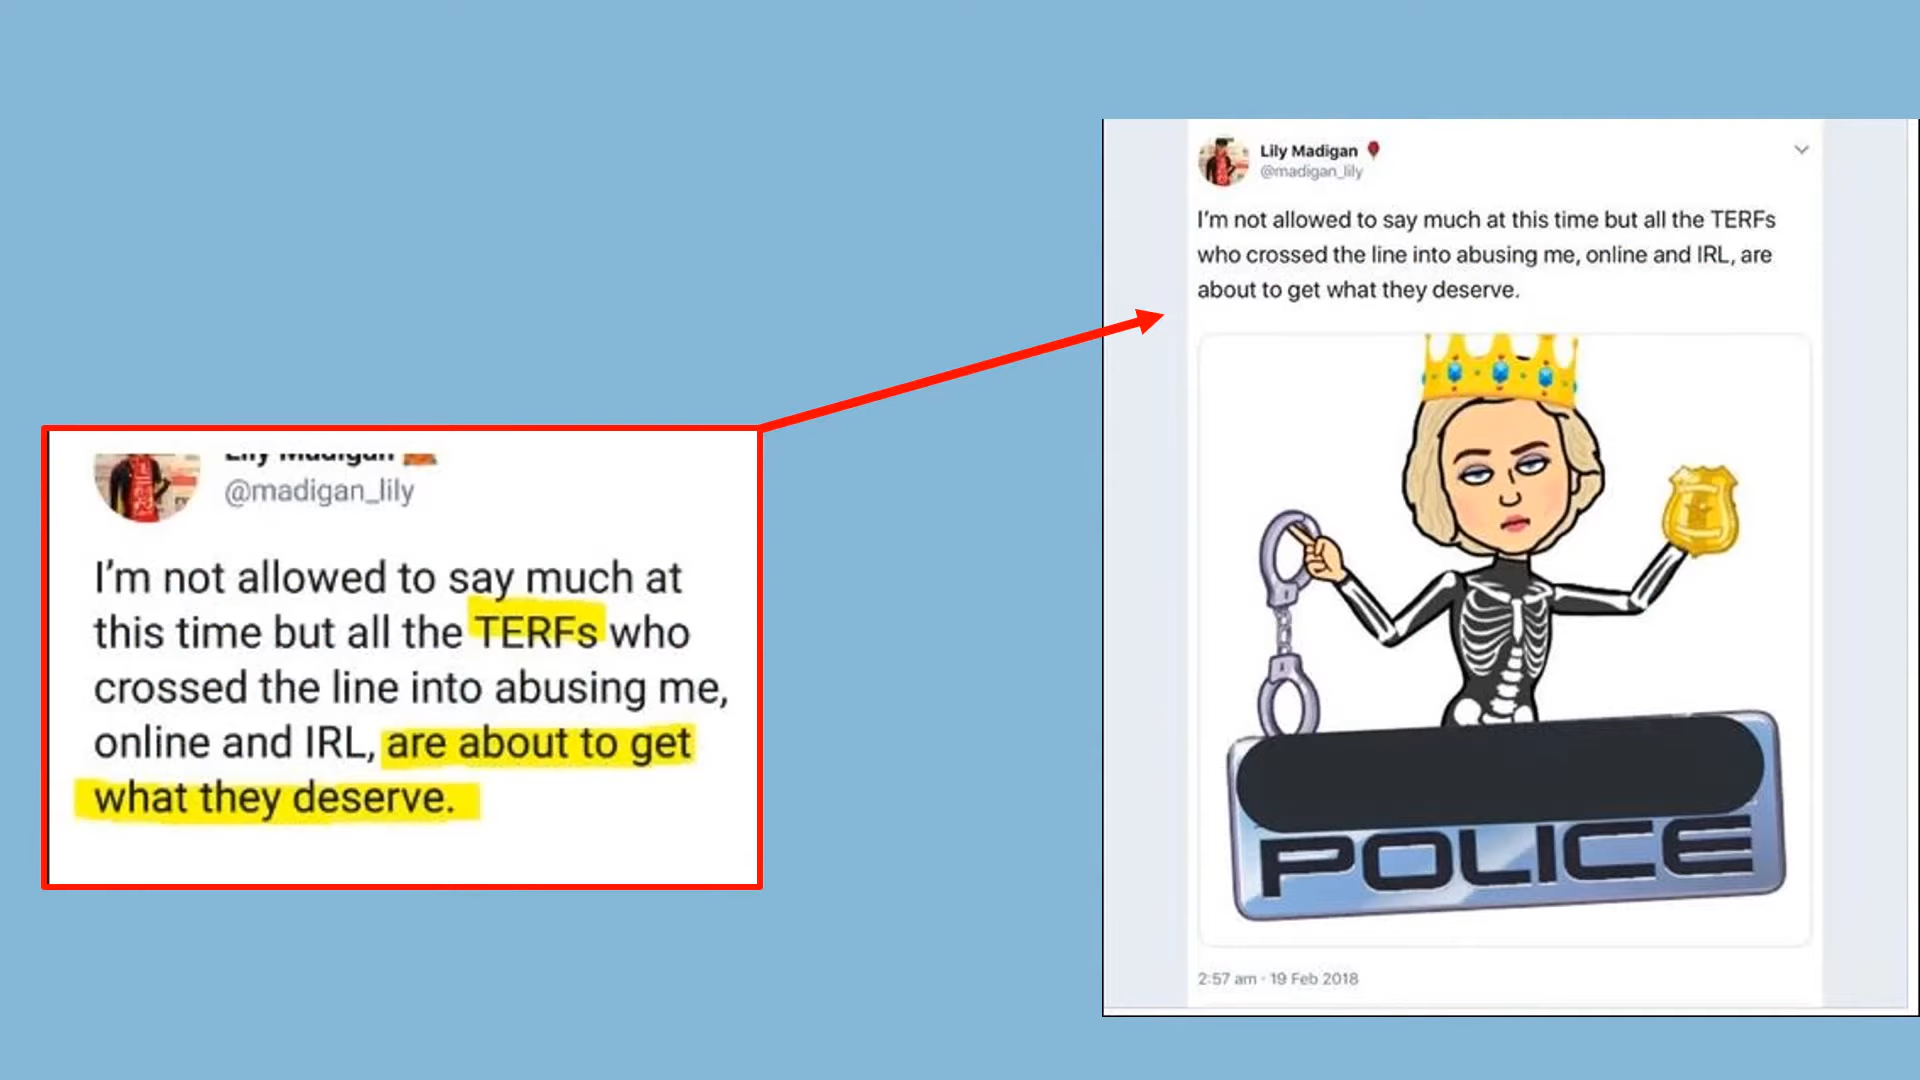 Lily Madigan
@madigan_lily
I'm not allowed to say much at
this time but all the TERFs who
crossed the line into abusing me,
online and IRL, are about to get
what they deserve.
Lily Madigan
@madigan_lily
I'm not allowed to say much at this time but all the TERFs
who crossed the line into abusing me, online and IRL, are
about to get what they deserve.
POLICE
2:57 am · 19 Feb 2018